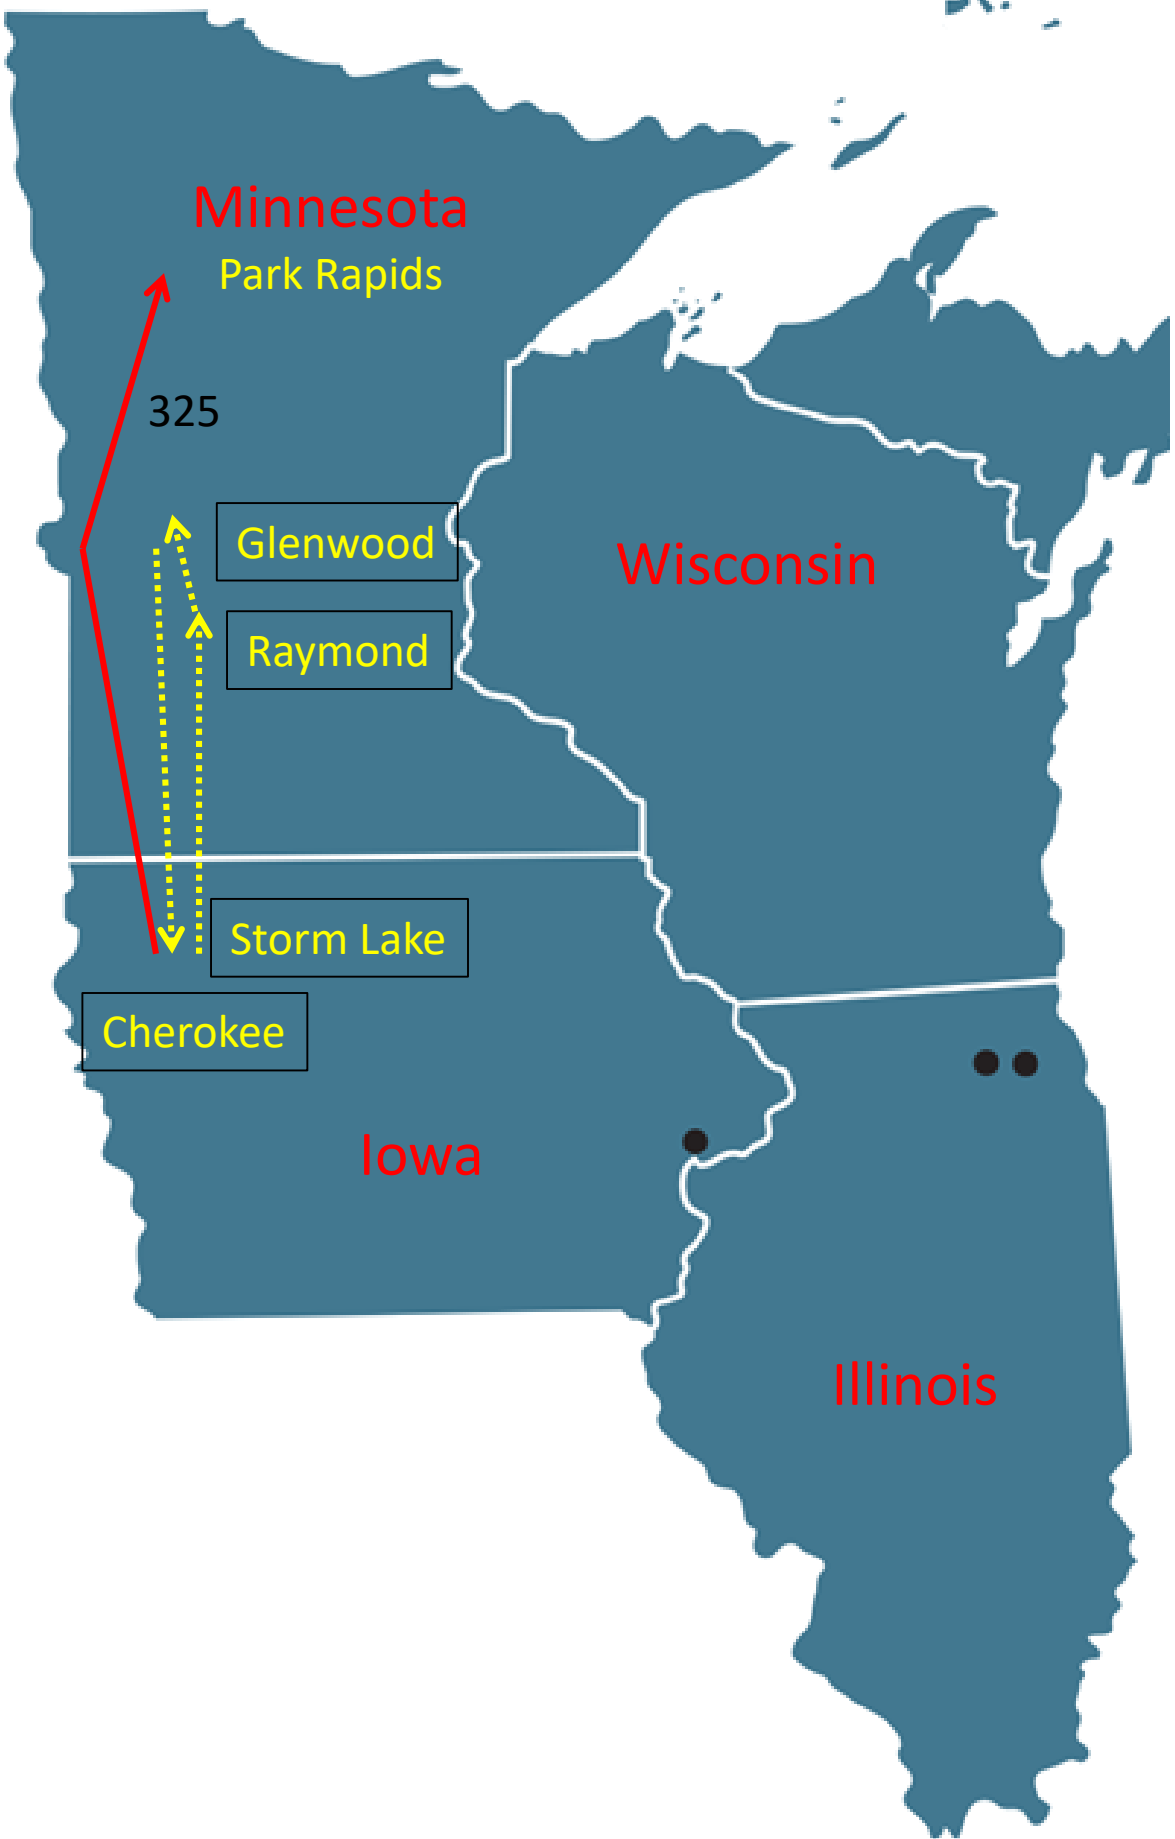 Minnesota
Park Rapids
325
Glenwood
Wisconsin
Raymond
Storm Lake
Cherokee
Iowa
Illinois